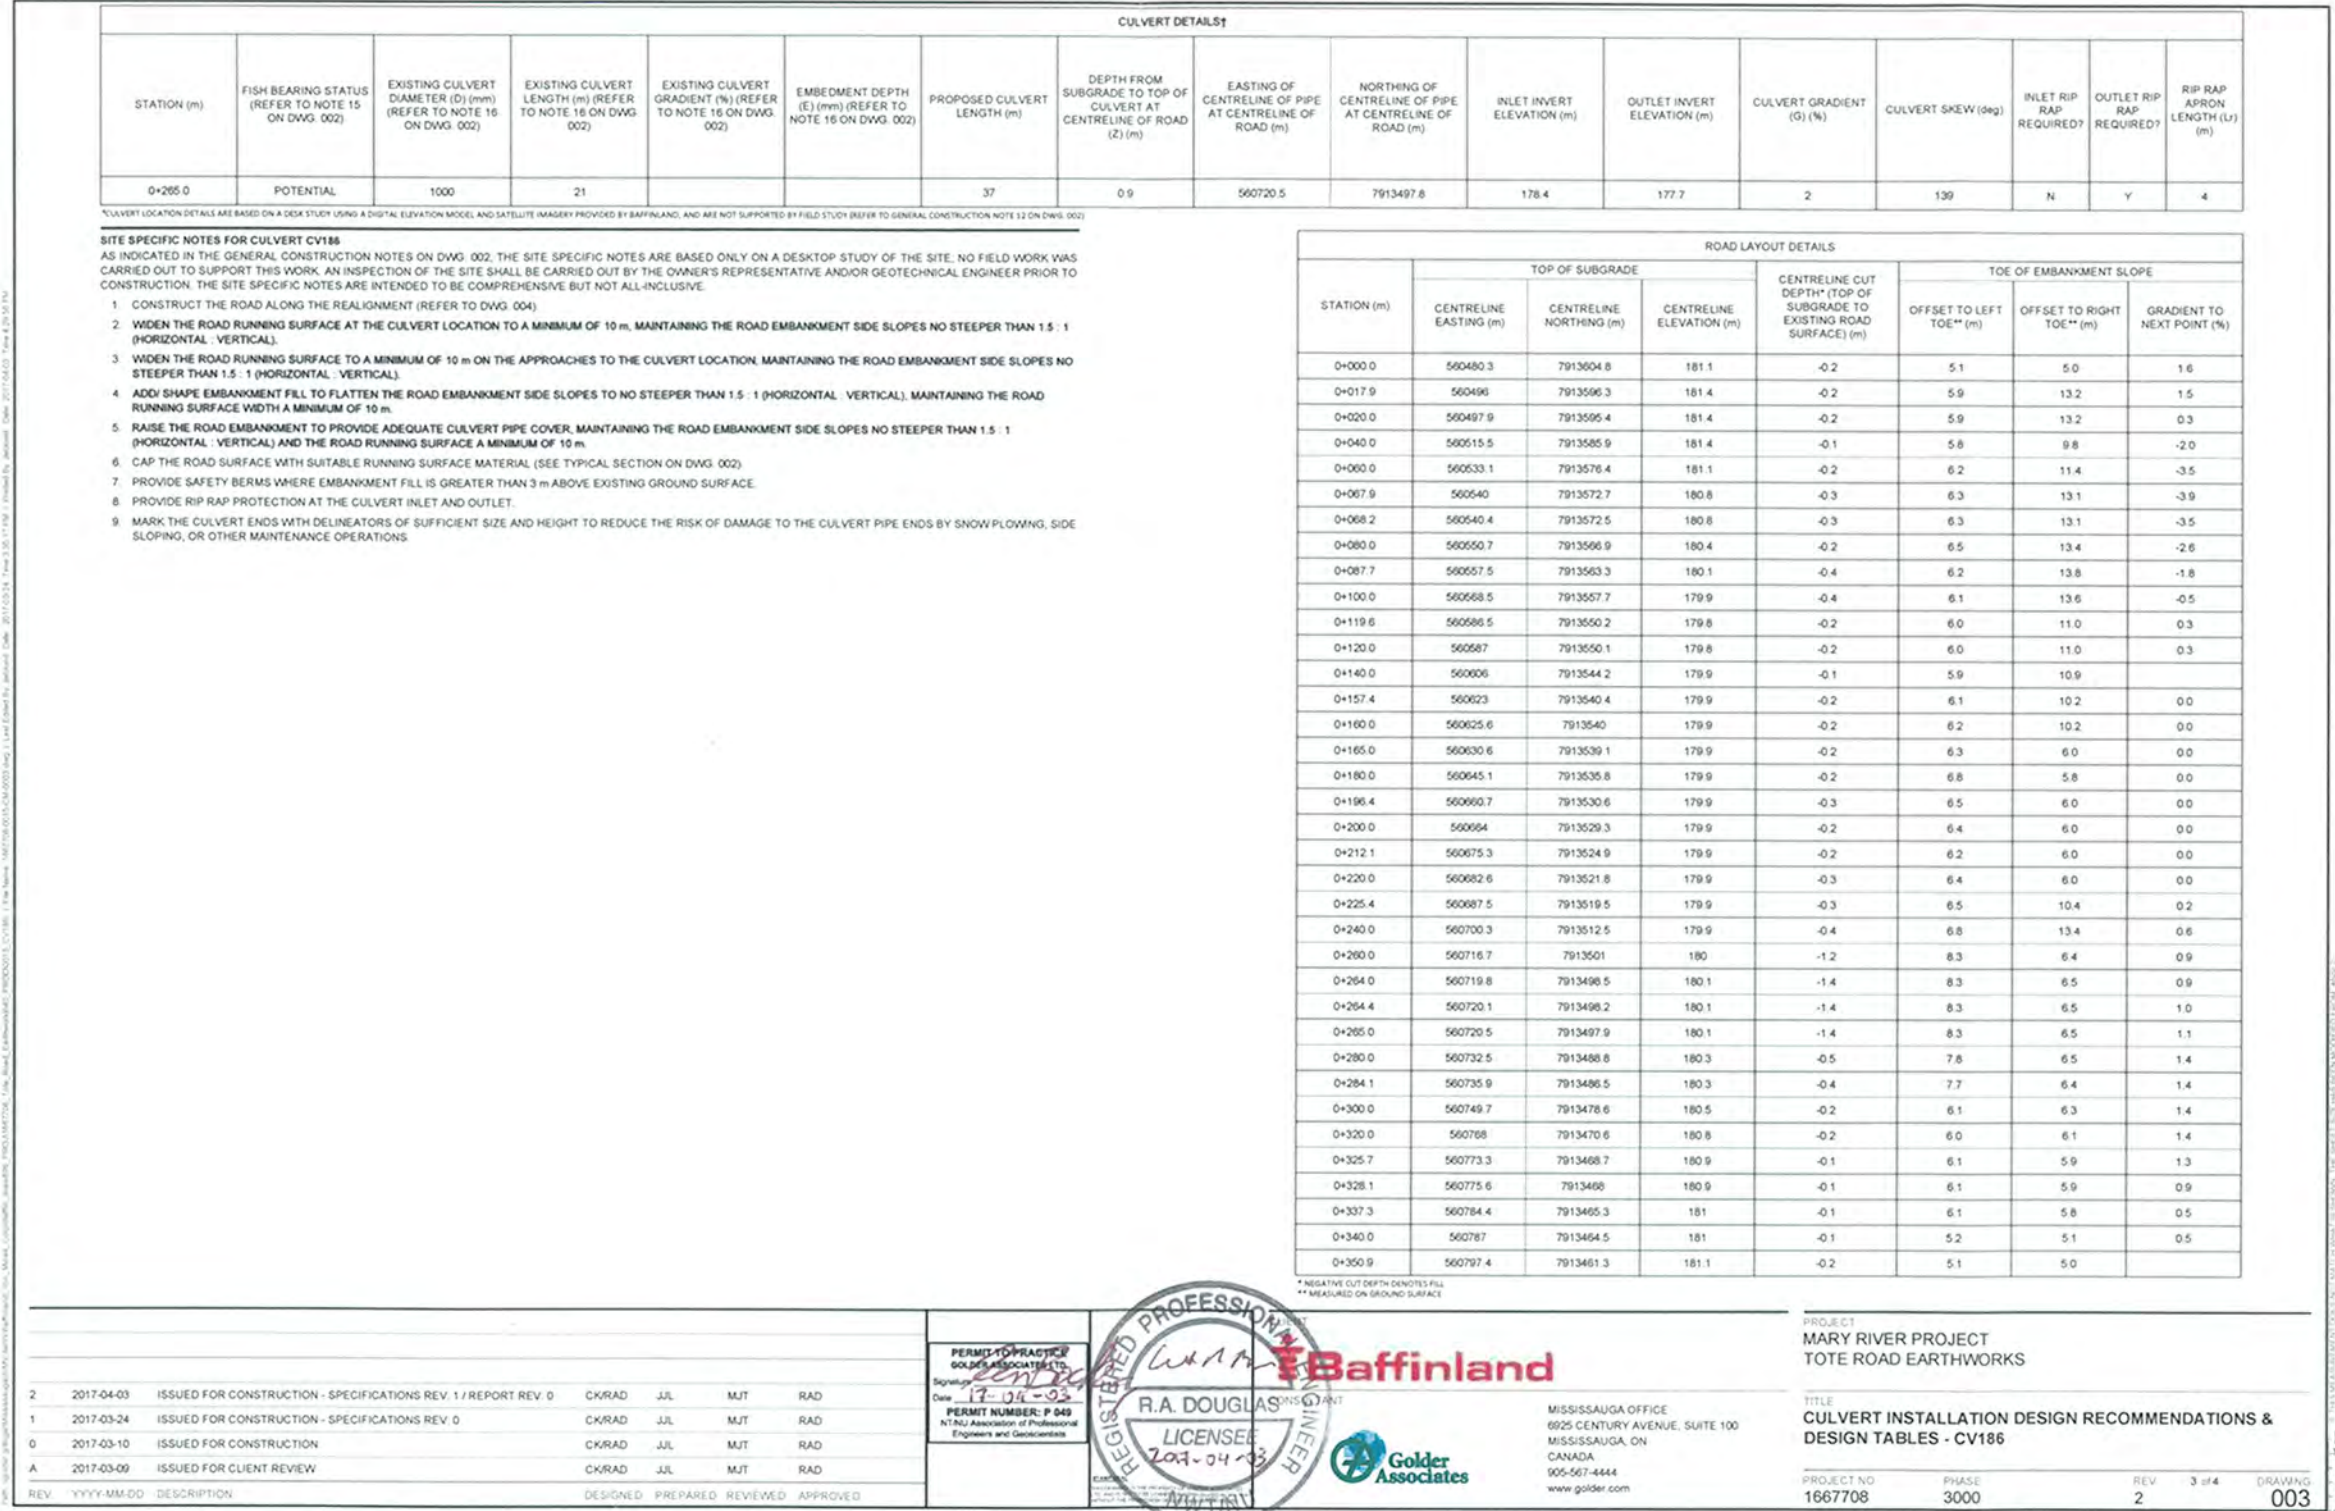 CULVERT DETAILS†
STATION (m)
FISH BEARING STATUS (REFER TO NOTE 15 ON DWG. 002)
EXISTING CULVERT DIAMETER (D) (mm) (REFER TO NOTE 16 ON DWG. 002)
EXISTING CULVERT LENGTH (m) (REFER TO NOTE 16 ON DWG. 002)
EXISTING CULVERT GRADIENT (%) (REFER TO NOTE 16 ON DWG. 002)
EMBEDMENT DEPTH (E) (mm) (REFER TO NOTE 16 ON DWG. 002)
PROPOSED CULVERT LENGTH (m)
DEPTH FROM SUBGRADE TO TOP OF CULVERT AT CENTRELINE OF ROAD (Z) (m)
EASTING OF CENTRELINE OF PIPE AT CENTRELINE OF ROAD (m)
NORTHING OF CENTRELINE OF PIPE AT CENTRELINE OF ROAD (m)
INLET INVERT ELEVATION (m)
OUTLET INVERT ELEVATION (m)
CULVERT GRADIENT (G) (%)
CULVERT SKEW (deg)
INLET RIP RAP REQUIRED?
OUTLET RIP RAP REQUIRED?
RIP RAP APRON LENGTH (Lr) (m)
0+265.0 POTENTIAL 1000 21 37 0.9 560720.5 7913497.8 178.4 177.7 2 139 N Y 4
*CULVERT LOCATION DETAILS ARE BASED ON A DESK STUDY USING A DIGITAL ELEVATION MODEL AND SATELLITE IMAGERY PROVIDED BY BAFFINLAND, AND ARE NOT SUPPORTED BY FIELD STUDY (REFER TO GENERAL CONSTRUCTION NOTE 12 ON DWG. 002)
SITE SPECIFIC NOTES FOR CULVERT CV186
AS INDICATED IN THE GENERAL CONSTRUCTION NOTES ON DWG. 002, THE SITE SPECIFIC NOTES ARE BASED ONLY ON A DESKTOP STUDY OF THE SITE; NO FIELD WORK WAS
CARRIED OUT TO SUPPORT THIS WORK. AN INSPECTION OF THE SITE SHALL BE CARRIED OUT BY THE OWNER'S REPRESENTATIVE AND/OR GEOTECHNICAL ENGINEER PRIOR TO
CONSTRUCTION. THE SITE SPECIFIC NOTES ARE INTENDED TO BE COMPREHENSIVE BUT NOT ALL-INCLUSIVE.
1. CONSTRUCT THE ROAD ALONG THE REALIGNMENT (REFER TO DWG. 004)
2. WIDEN THE ROAD RUNNING SURFACE AT THE CULVERT LOCATION TO A MINIMUM OF 10 m, MAINTAINING THE ROAD EMBANKMENT SIDE SLOPES NO STEEPER THAN 1.5 : 1
(HORIZONTAL : VERTICAL).
3. WIDEN THE ROAD RUNNING SURFACE TO A MINIMUM OF 10 m ON THE APPROACHES TO THE CULVERT LOCATION, MAINTAINING THE ROAD EMBANKMENT SIDE SLOPES NO
STEEPER THAN 1.5 : 1 (HORIZONTAL : VERTICAL).
4. ADD/ SHAPE EMBANKMENT FILL TO FLATTEN THE ROAD EMBANKMENT SIDE SLOPES TO NO STEEPER THAN 1.5 : 1 (HORIZONTAL : VERTICAL), MAINTAINING THE ROAD
RUNNING SURFACE WIDTH A MINIMUM OF 10 m.
5. RAISE THE ROAD EMBANKMENT TO PROVIDE ADEQUATE CULVERT PIPE COVER, MAINTAINING THE ROAD EMBANKMENT SIDE SLOPES NO STEEPER THAN 1.5 : 1
(HORIZONTAL : VERTICAL) AND THE ROAD RUNNING SURFACE A MINIMUM OF 10 m.
6. CAP THE ROAD SURFACE WITH SUITABLE RUNNING SURFACE MATERIAL (SEE TYPICAL SECTION ON DWG. 002)
7. PROVIDE SAFETY BERMS WHERE EMBANKMENT FILL IS GREATER THAN 3 m ABOVE EXISTING GROUND SURFACE.
8. PROVIDE RIP RAP PROTECTION AT THE CULVERT INLET AND OUTLET.
9. MARK THE CULVERT ENDS WITH DELINEATORS OF SUFFICIENT SIZE AND HEIGHT TO REDUCE THE RISK OF DAMAGE TO THE CULVERT PIPE ENDS BY SNOW PLOWING, SIDE
SLOPING, OR OTHER MAINTENANCE OPERATIONS.
ROAD LAYOUT DETAILS
STATION (m)
TOP OF SUBGRADE
CENTRELINE EASTING (m)
CENTRELINE NORTHING (m)
CENTRELINE ELEVATION (m)
CENTRELINE CUT DEPTH* (TOP OF SUBGRADE TO EXISTING ROAD SURFACE) (m)
TOE OF EMBANKMENT SLOPE
OFFSET TO LEFT TOE** (m)
OFFSET TO RIGHT TOE** (m)
GRADIENT TO NEXT POINT (%)
0+000.0 560480.3 7913604.8 181.1 -0.2 5.1 5.0 1.6
0+017.9 560496 7913596.3 181.4 -0.2 5.9 13.2 1.5
0+020.0 560497.9 7913595.4 181.4 -0.2 5.9 13.2 0.3
0+040.0 560515.5 7913585.9 181.4 -0.1 5.8 9.8 -2.0
0+060.0 560533.1 7913576.4 181.1 -0.2 6.2 11.4 -3.5
0+067.9 560540 7913572.7 180.8 -0.3 6.3 13.1 -3.9
0+068.2 560540.4 7913572.5 180.8 -0.3 6.3 13.1 -3.5
0+080.0 560550.7 7913566.9 180.4 -0.2 6.5 13.4 -2.6
0+087.7 560557.5 7913563.3 180.1 -0.4 6.2 13.8 -1.8
0+100.0 560568.5 7913557.7 179.9 -0.4 6.1 13.6 -0.5
0+119.6 560586.5 7913550.2 179.8 -0.2 6.0 11.0 0.3
0+120.0 560587 7913550.1 179.8 -0.2 6.0 11.0 0.3
0+140.0 560606 7913544.2 179.9 -0.1 5.9 10.9
0+157.4 560623 7913540.4 179.9 -0.2 6.1 10.2 0.0
0+160.0 560625.6 7913540 179.9 -0.2 6.2 10.2 0.0
0+165.0 560630.6 7913539.1 179.9 -0.2 6.3 6.0 0.0
0+180.0 560645.1 7913535.8 179.9 -0.2 6.8 5.8 0.0
0+196.4 560660.7 7913530.6 179.9 -0.3 6.5 6.0 0.0
0+200.0 560664 7913529.3 179.9 -0.2 6.4 6.0 0.0
0+212.1 560675.3 7913524.9 179.9 -0.2 6.2 6.0 0.0
0+220.0 560682.6 7913521.8 179.9 -0.3 6.4 6.0 0.0
0+225.4 560687.5 7913519.5 179.9 -0.3 6.5 10.4 0.2
0+240.0 560700.3 7913512.5 179.9 -0.4 6.8 13.4 0.6
0+260.0 560716.7 7913501 180 -1.2 8.3 6.4 0.9
0+264.0 560719.8 7913498.5 180.1 -1.4 8.3 6.5 0.9
0+264.4 560720.1 7913498.2 180.1 -1.4 8.3 6.5 1.0
0+265.0 560720.5 7913497.9 180.1 -1.4 8.3 6.5 1.1
0+280.0 560732.5 7913488.8 180.3 -0.5 7.8 6.5 1.4
0+284.1 560735.9 7913486.5 180.3 -0.4 7.7 6.4 1.4
0+300.0 560749.7 7913478.6 180.5 -0.2 6.1 6.3 1.4
0+320.0 560768 7913470.6 180.8 -0.2 6.0 6.1 1.4
0+325.7 560773.3 7913468.7 180.9 -0.1 6.1 5.9 1.3
0+328.1 560775.6 7913468 180.9 -0.1 6.1 5.9 0.9
0+337.3 560784.4 7913465.3 181 -0.1 6.1 5.8 0.5
0+340.0 560787 7913464.5 181 -0.1 5.2 5.1 0.5
0+350.9 560797.4 7913461.3 181.1 -0.2 5.1 5.0
* NEGATIVE CUT DEPTH DENOTES FILL
** MEASURED ON GROUND SURFACE
2 2017-04-03 ISSUED FOR CONSTRUCTION - SPECIFICATIONS REV. 1 / REPORT REV. 0 CK/RAD JJL MJT RAD
1 2017-03-24 ISSUED FOR CONSTRUCTION - SPECIFICATIONS REV. 0 CK/RAD JJL MJT RAD
0 2017-03-10 ISSUED FOR CONSTRUCTION CK/RAD JJL MJT RAD
A 2017-03-09 ISSUED FOR CLIENT REVIEW CK/RAD JJL MJT RAD
REV. YYYY-MM-DD DESCRIPTION DESIGNED PREPARED REVIEWED APPROVED
PERMIT TO PRACTICE
GOLDER ASSOCIATES LTD.
Signature
Date 17-04-03
PERMIT NUMBER: P 049
NT/NU Association of Professional
Engineers and Geoscientists
REGISTERED PROFESSIONAL ENGINEER
R.A. DOUGLAS
LICENSEE
2017-04-03
NWT/NU
Baffinland
Golder
Associates
MISSISSAUGA OFFICE
6925 CENTURY AVENUE, SUITE 100
MISSISSAUGA, ON
CANADA
905-567-4444
www.golder.com
PROJECT
MARY RIVER PROJECT
TOTE ROAD EARTHWORKS
TITLE
CULVERT INSTALLATION DESIGN RECOMMENDATIONS &
DESIGN TABLES - CV186
PROJECT NO. PHASE REV. 3 of 4 DRAWING
1667708 3000 2 003